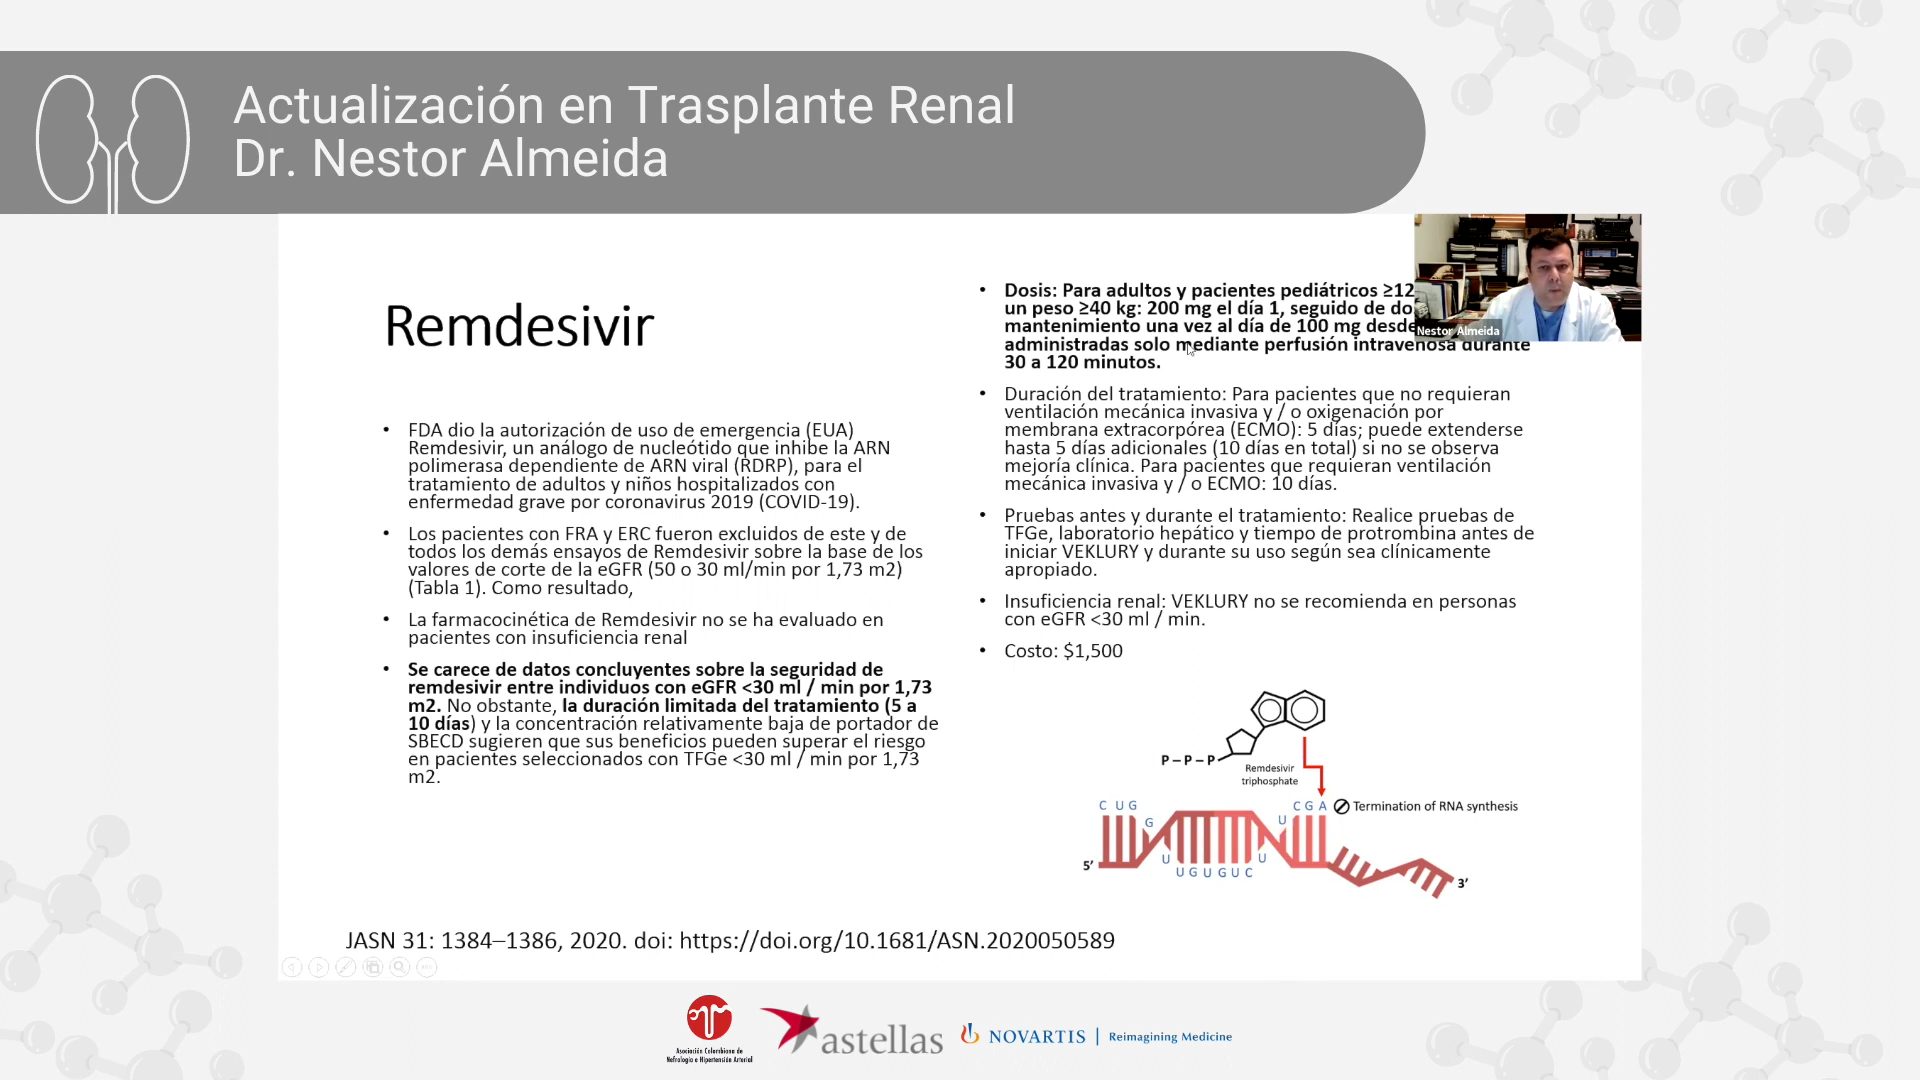 Actualización en Trasplante Renal
Dr. Nestor Almeida
Remdesivir
• FDA dio la autorización de uso de emergencia (EUA)
Remdesivir, un análogo de nucleótido que inhibe la ARN
polimerasa dependiente de ARN viral (RDRP), para el
tratamiento de adultos y niños hospitalizados con
enfermedad grave por coronavirus 2019 (COVID-19).
• Los pacientes con FRA y ERC fueron excluidos de este y de
todos los demás ensayos de Remdesivir sobre la base de los
valores de corte de la eGFR (50 o 30 ml/min por 1,73 m2)
(Tabla 1). Como resultado,
• La farmacocinética de Remdesivir no se ha evaluado en
pacientes con insuficiencia renal
• Se carece de datos concluyentes sobre la seguridad de
remdesivir entre individuos con eGFR <30 ml / min por 1,73
m2. No obstante, la duración limitada del tratamiento (5 a
10 días) y la concentración relativamente baja de portador de
SBECD sugieren que sus beneficios pueden superar el riesgo
en pacientes seleccionados con TFGe <30 ml / min por 1,73
m2.
• Dosis: Para adultos y pacientes pediátricos ≥12
un peso ≥40 kg: 200 mg el día 1, seguido de
mantenimiento una vez al día de 100 mg desde
administradas solo mediante perfusión intravenosa durante
30 a 120 minutos.
• Duración del tratamiento: Para pacientes que no requieran
ventilación mecánica invasiva y / o oxigenación por
membrana extracorpórea (ECMO): 5 días; puede extenderse
hasta 5 días adicionales (10 días en total) si no se observa
mejoría clínica. Para pacientes que requieran ventilación
mecánica invasiva y / o ECMO: 10 días.
• Pruebas antes y durante el tratamiento: Realice pruebas de
TFGe, laboratorio hepático y tiempo de protrombina antes de
iniciar VEKLURY y durante su uso según sea clínicamente
apropiado.
• Insuficiencia renal: VEKLURY no se recomienda en personas
con eGFR <30 ml / min.
• Costo: $1,500
Nestor Almeida
P–P–P
Remdesivir
triphosphate
C U G
G
U
U G U G U C
U
U
C G A
Termination of RNA synthesis
5’
3’
JASN 31: 1384–1386, 2020. doi: https://doi.org/10.1681/ASN.2020050589
Asociación Colombiana de
Nefrología e Hipertensión Arterial
astellas
NOVARTIS | Reimagining Medicine